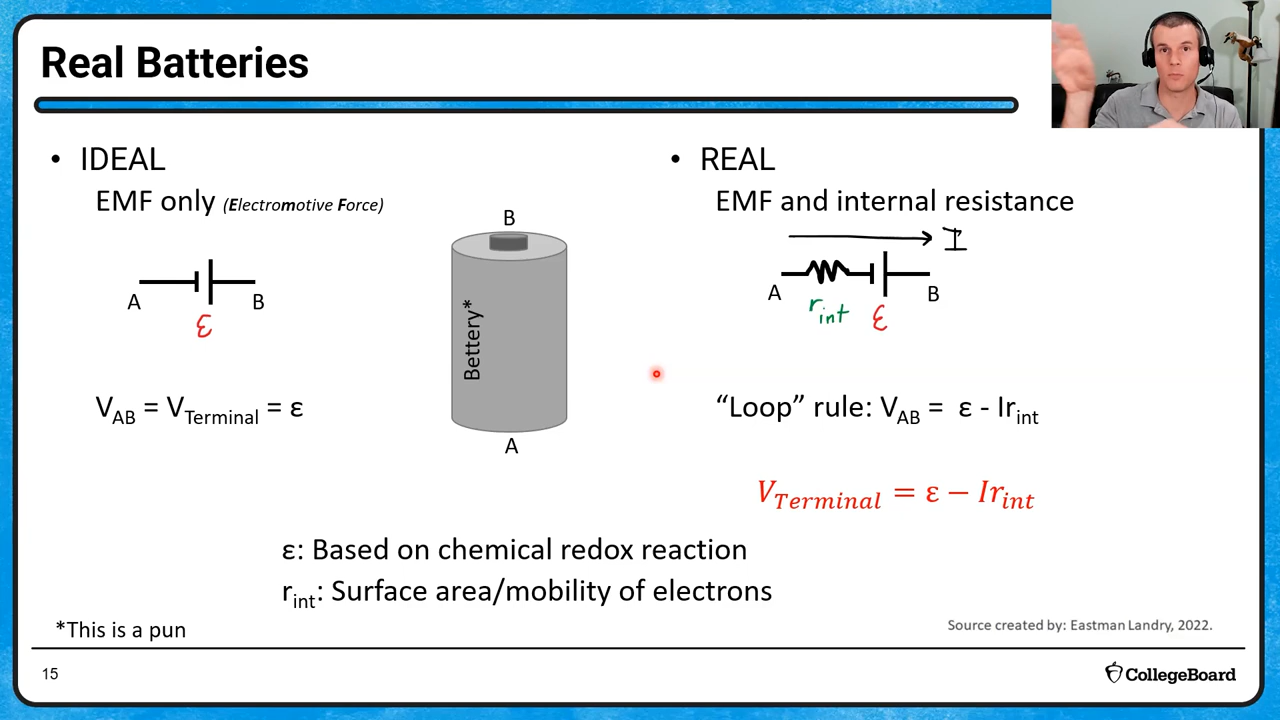 Real Batteries
• IDEAL
EMF only (Electromotive Force)
A
B
ε
V_AB = V_Terminal = ε
B
Bettery*
A
• REAL
EMF and internal resistance
I
A
B
r_int
ε
“Loop” rule: V_AB = ε - Ir_int
V_Terminal = ε − Ir_int
ε: Based on chemical redox reaction
r_int: Surface area/mobility of electrons
*This is a pun
Source created by: Eastman Landry, 2022.
15
CollegeBoard